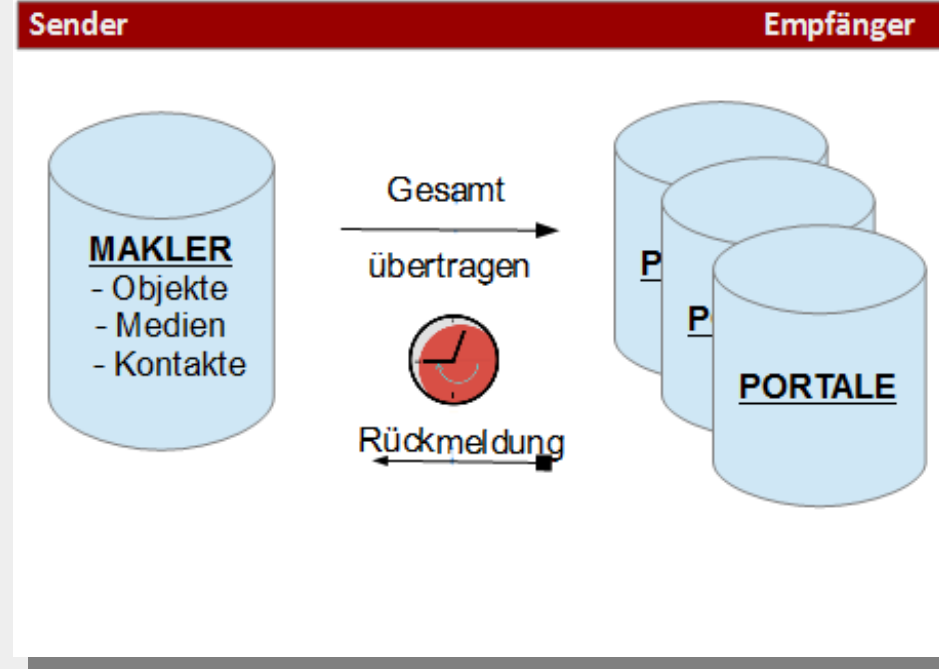 Sender
Empfänger
MAKLER
- Objekte
- Medien
- Kontakte
Gesamt
übertragen
Rückmeldung
P
P
PORTALE